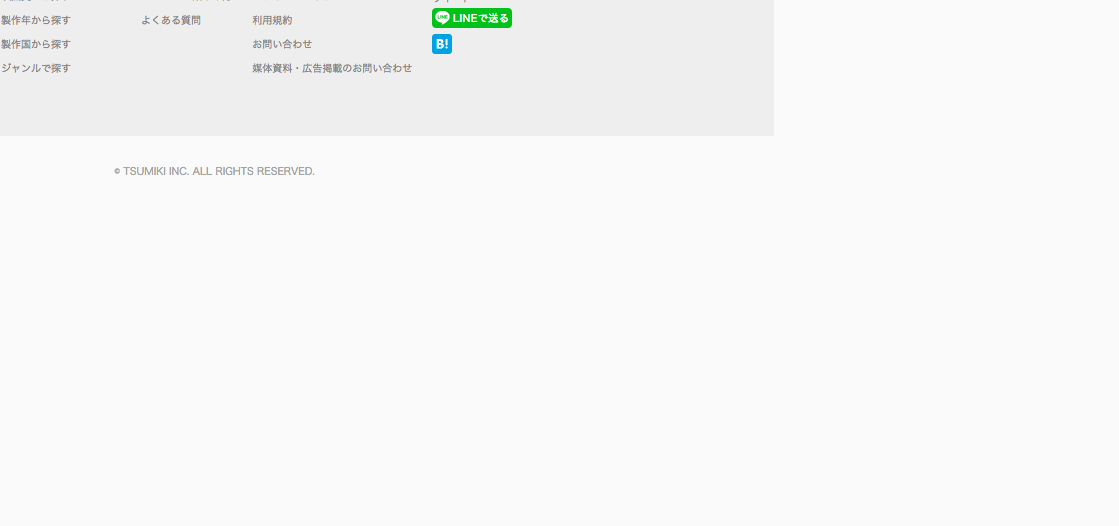 製作年から探す
製作国から探す
ジャンルで探す
よくある質問
利用規約
お問い合わせ
媒体資料・広告掲載のお問い合わせ
LINE LINEで送る
B!
© TSUMIKI INC. ALL RIGHTS RESERVED.